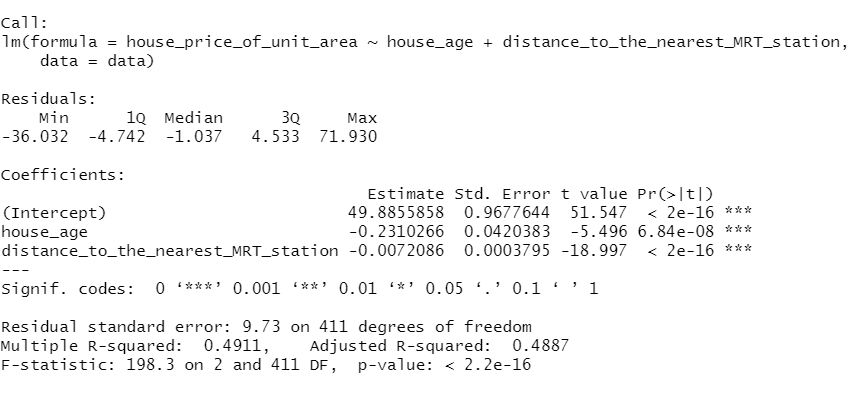 Call:
lm(formula = house_price_of_unit_area ~ house_age + distance_to_the_nearest_MRT_station,
    data = data)
Residuals:
    Min      1Q  Median      3Q     Max
-36.032  -4.742  -1.037   4.533  71.930
Coefficients:
                                      Estimate Std. Error t value Pr(>|t|)
(Intercept)                         49.8855858  0.9677644  51.547  < 2e-16 ***
house_age                           -0.2310266  0.0420383  -5.496 6.84e-08 ***
distance_to_the_nearest_MRT_station -0.0072086  0.0003795 -18.997  < 2e-16 ***
---
Signif. codes:  0 ‘***’ 0.001 ‘**’ 0.01 ‘*’ 0.05 ‘.’ 0.1 ‘ ’ 1
Residual standard error: 9.73 on 411 degrees of freedom
Multiple R-squared:  0.4911,    Adjusted R-squared:  0.4887
F-statistic: 198.3 on 2 and 411 DF,  p-value: < 2.2e-16